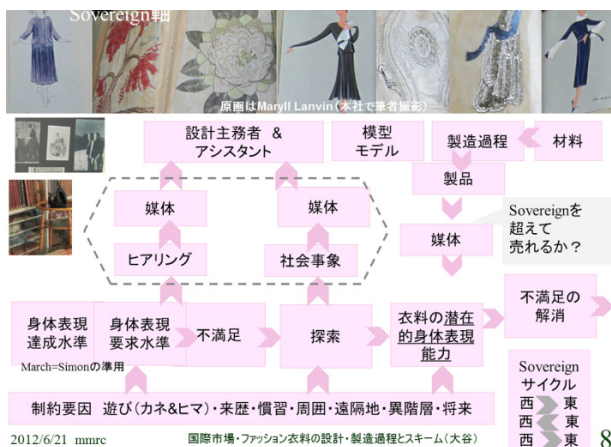 Sovereign軸
原画はMaryll Lanvin(本社で筆者撮影)
設計主務者 &
アシスタント
模型
モデル
製造過程
材料
製品
媒体
媒体
媒体
Sovereignを
超えて
売れるか?
ヒアリング
社会事象
身体表現
達成水準
身体表現
要求水準
不満足
探索
衣料の潜在
的身体表現
能力
不満足の
解消
March=Simonの準用
制約要因 遊び(カネ&ヒマ)・来歴・慣習・周囲・遠隔地・異階層・将来
Sovereign
サイクル
西 東
西 東
西 東
2012/6/21 mmrc
国際市場・ファッション衣料の設計・製造過程とスキーム(大谷)
8